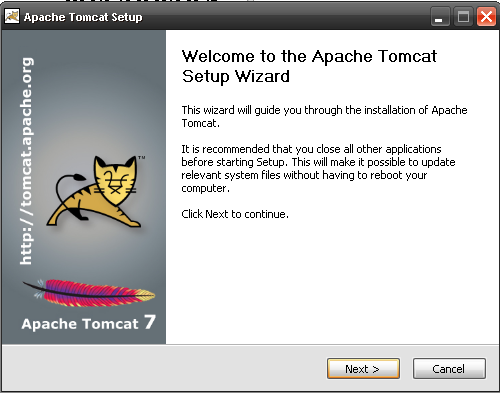 Apache Tomcat Setup
http://tomcat.apache.org
TM
Apache Tomcat 7
Welcome to the Apache Tomcat
Setup Wizard
This wizard will guide you through the installation of Apache
Tomcat.
It is recommended that you close all other applications
before starting Setup. This will make it possible to update
relevant system files without having to reboot your
computer.
Click Next to continue.
Next >
Cancel